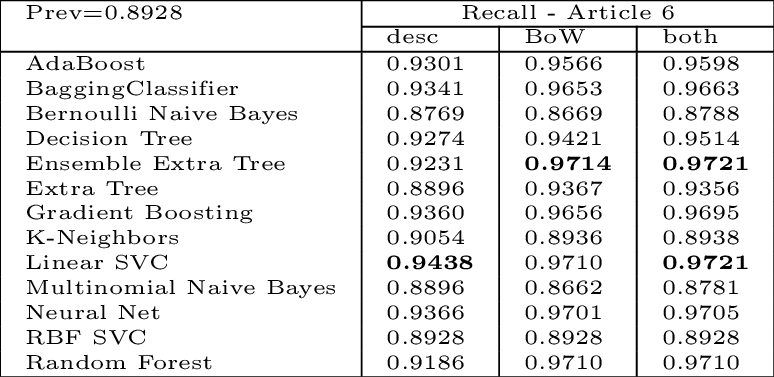 Prev=0.8928 Recall - Article 6
desc BoW both
AdaBoost 0.9301 0.9566 0.9598
BaggingClassifier 0.9341 0.9653 0.9663
Bernoulli Naive Bayes 0.8769 0.8669 0.8788
Decision Tree 0.9274 0.9421 0.9514
Ensemble Extra Tree 0.9231 0.9714 0.9721
Extra Tree 0.8896 0.9367 0.9356
Gradient Boosting 0.9360 0.9656 0.9695
K-Neighbors 0.9054 0.8936 0.8938
Linear SVC 0.9438 0.9710 0.9721
Multinomial Naive Bayes 0.8896 0.8662 0.8781
Neural Net 0.9366 0.9701 0.9705
RBF SVC 0.8928 0.8928 0.8928
Random Forest 0.9186 0.9710 0.9710